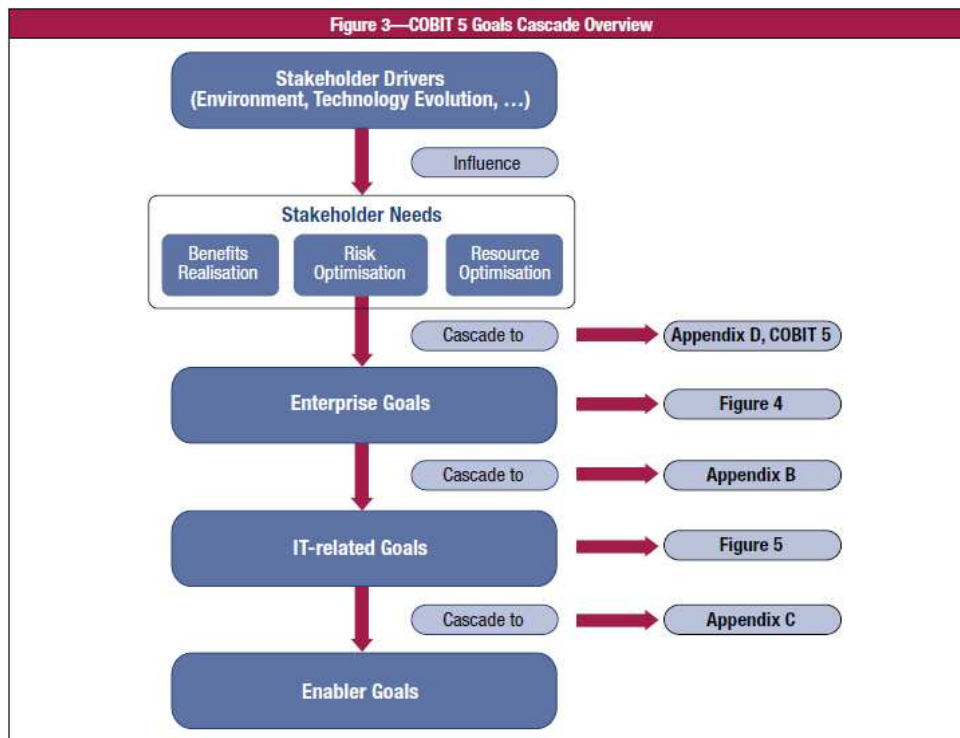 Figure 3—COBIT 5 Goals Cascade Overview
Stakeholder Drivers
(Environment, Technology Evolution, …)
Influence
Stakeholder Needs
Benefits
Realisation
Risk
Optimisation
Resource
Optimisation
Cascade to
Appendix D, COBIT 5
Enterprise Goals
Figure 4
Cascade to
Appendix B
IT-related Goals
Figure 5
Cascade to
Appendix C
Enabler Goals